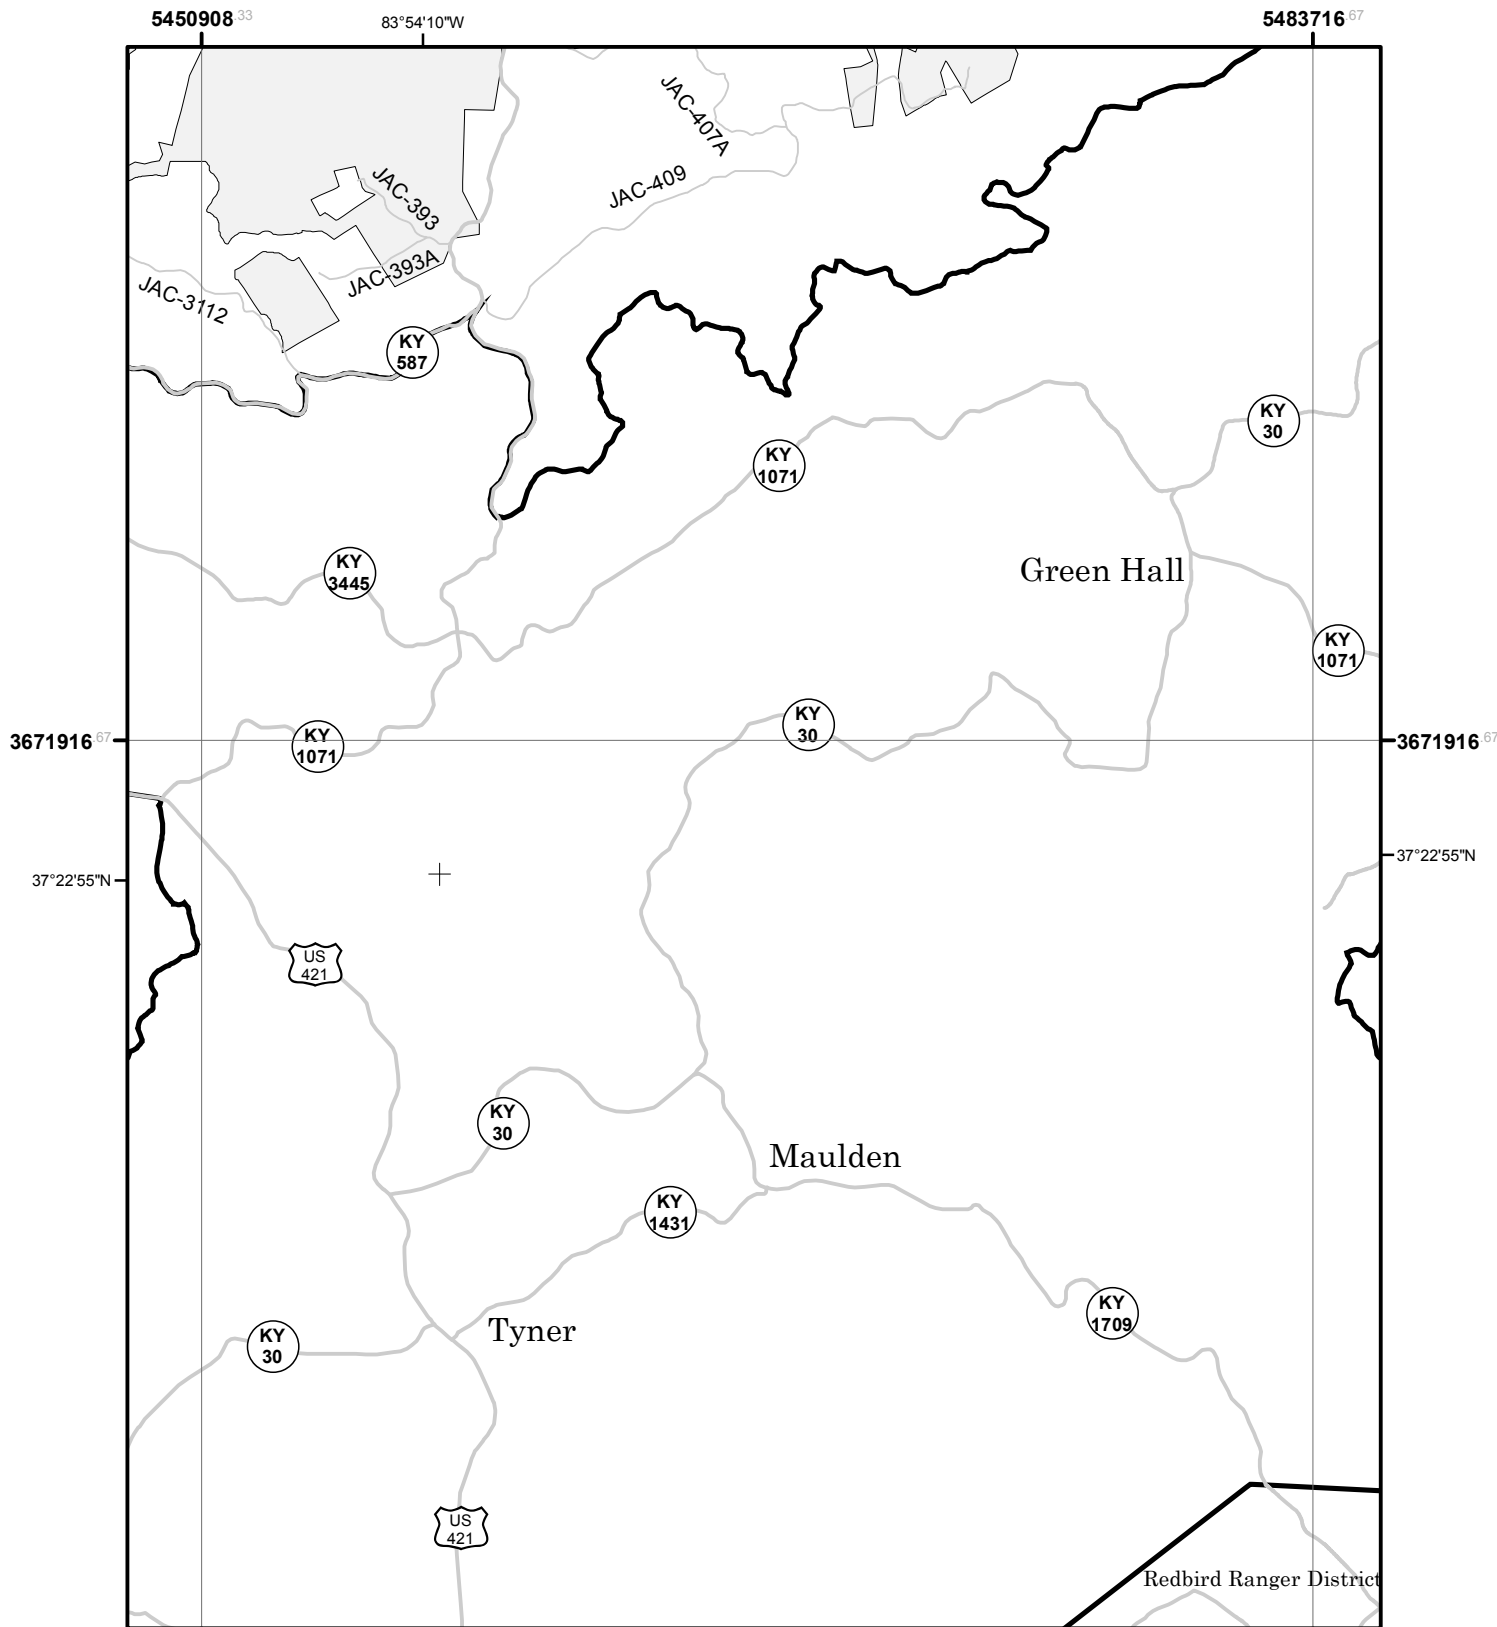 5450908.33
83°54'10"W
5483716.67
JAC-407A
JAC-409
JAC-393
JAC-393A
JAC-3112
KY
587
KY
30
KY
1071
KY
3445
Green Hall
KY
1071
KY
30
KY
1071
3671916.67
3671916.67
37°22'55"N
37°22'55"N
US
421
KY
30
Maulden
KY
1431
KY
1709
Tyner
KY
30
US
421
Redbird Ranger District